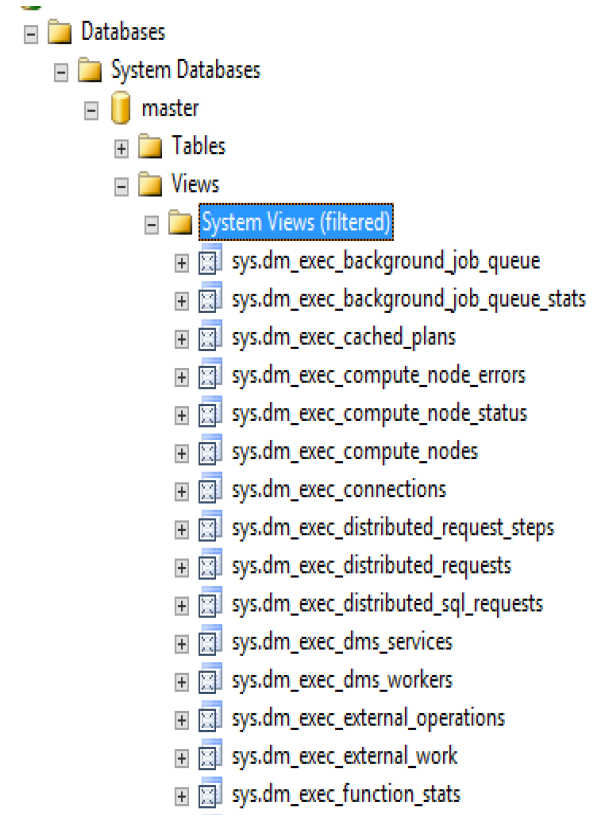 Databases
System Databases
master
Tables
Views
System Views (filtered)
sys.dm_exec_background_job_queue
sys.dm_exec_background_job_queue_stats
sys.dm_exec_cached_plans
sys.dm_exec_compute_node_errors
sys.dm_exec_compute_node_status
sys.dm_exec_compute_nodes
sys.dm_exec_connections
sys.dm_exec_distributed_request_steps
sys.dm_exec_distributed_requests
sys.dm_exec_distributed_sql_requests
sys.dm_exec_dms_services
sys.dm_exec_dms_workers
sys.dm_exec_external_operations
sys.dm_exec_external_work
sys.dm_exec_function_stats